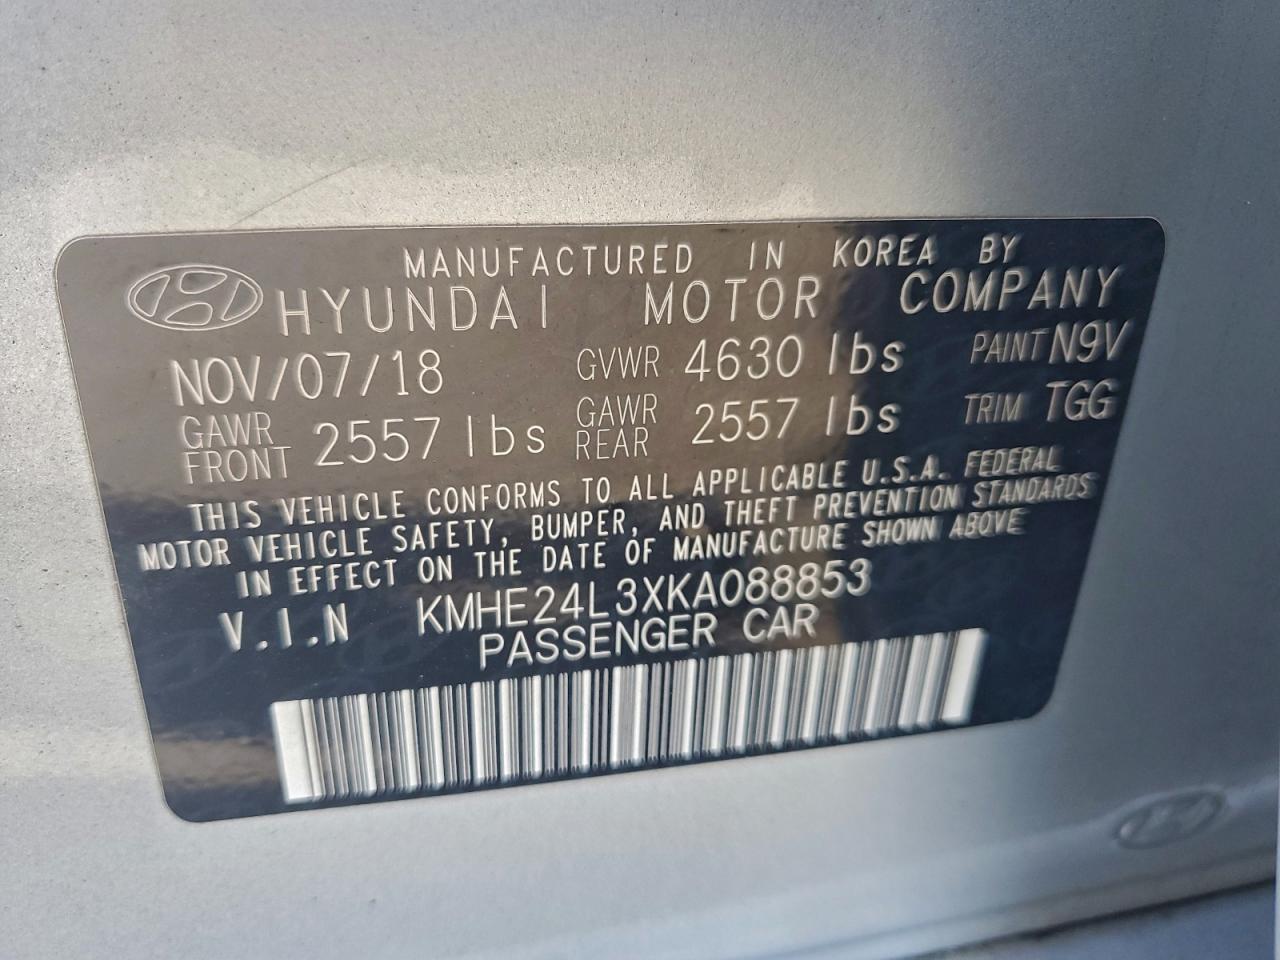 MANUFACTURED IN KOREA BY
HYUNDAI MOTOR COMPANY
NOV/07/18 GVWR 4630 lbs PAINT N9V
GAWR FRONT 2557 lbs GAWR REAR 2557 lbs TRIM TGG
THIS VEHICLE CONFORMS TO ALL APPLICABLE U.S.A. FEDERAL
MOTOR VEHICLE SAFETY, BUMPER, AND THEFT PREVENTION STANDARDS
IN EFFECT ON THE DATE OF MANUFACTURE SHOWN ABOVE
V.I.N KMHE24L3XKA088853
PASSENGER CAR